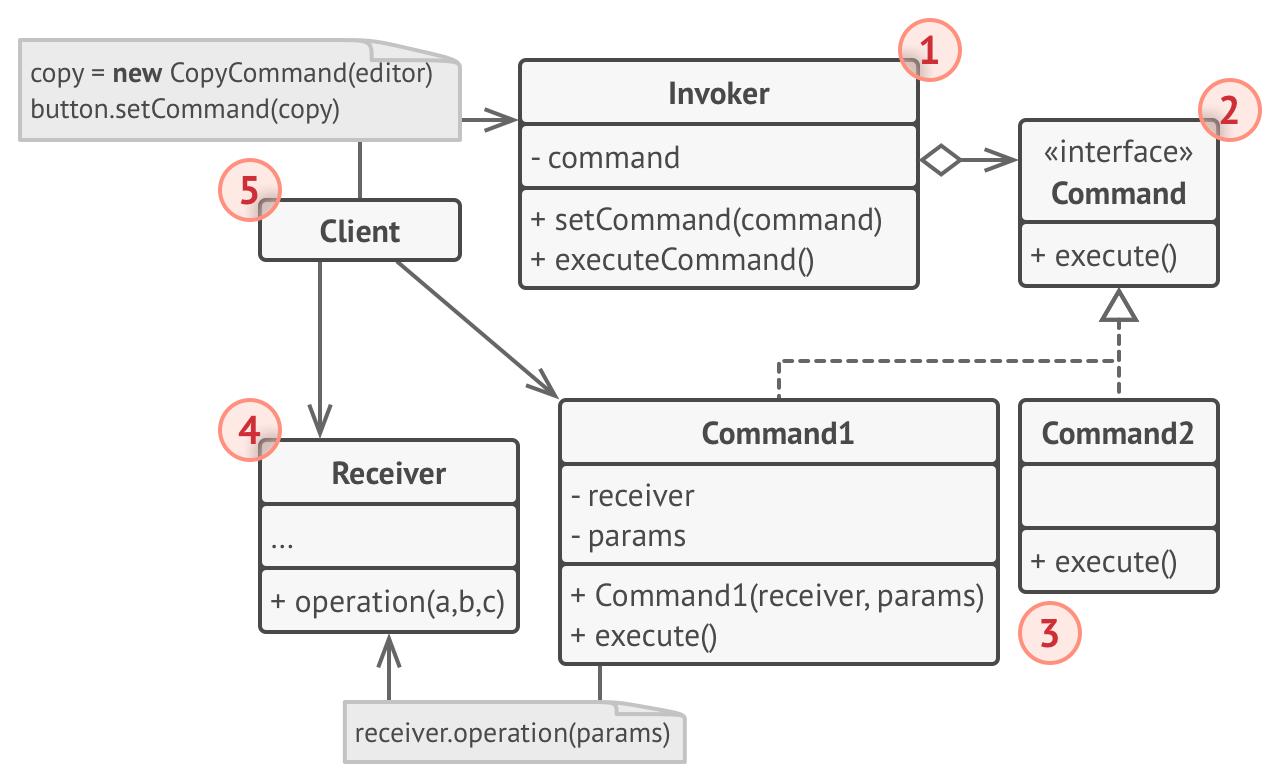 copy = new CopyCommand(editor)
button.setCommand(copy)
1
Invoker
- command
+ setCommand(command)
+ executeCommand()
2
«interface»
Command
+ execute()
5
Client
4
Receiver
...
+ operation(a,b,c)
Command1
- receiver
- params
+ Command1(receiver, params)
+ execute()
Command2
+ execute()
3
receiver.operation(params)